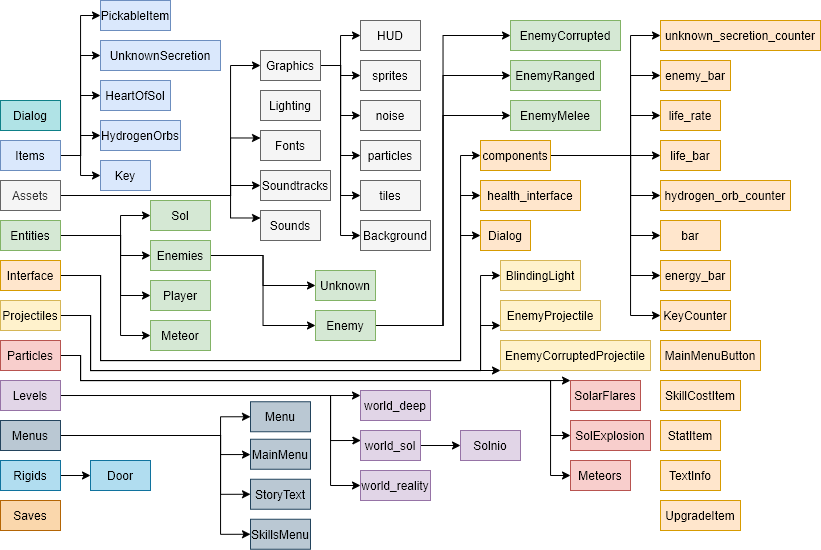 PickableItem
UnknownSecretion
HeartOfSol
HydrogenOrbs
Key
Dialog
Items
Assets
Entities
Interface
Projectiles
Particles
Levels
Menus
Rigids
Saves
Door
Sol
Enemies
Player
Meteor
Graphics
Lighting
Fonts
Soundtracks
Sounds
Unknown
Enemy
Menu
MainMenu
StoryText
SkillsMenu
HUD
sprites
noise
particles
tiles
Background
world_deep
world_sol
world_reality
Solnio
EnemyCorrupted
EnemyRanged
EnemyMelee
components
health_interface
Dialog
BlindingLight
EnemyProjectile
EnemyCorruptedProjectile
SolarFlares
SolExplosion
Meteors
unknown_secretion_counter
enemy_bar
life_rate
life_bar
hydrogen_orb_counter
bar
energy_bar
KeyCounter
MainMenuButton
SkillCostItem
StatItem
TextInfo
UpgradeItem